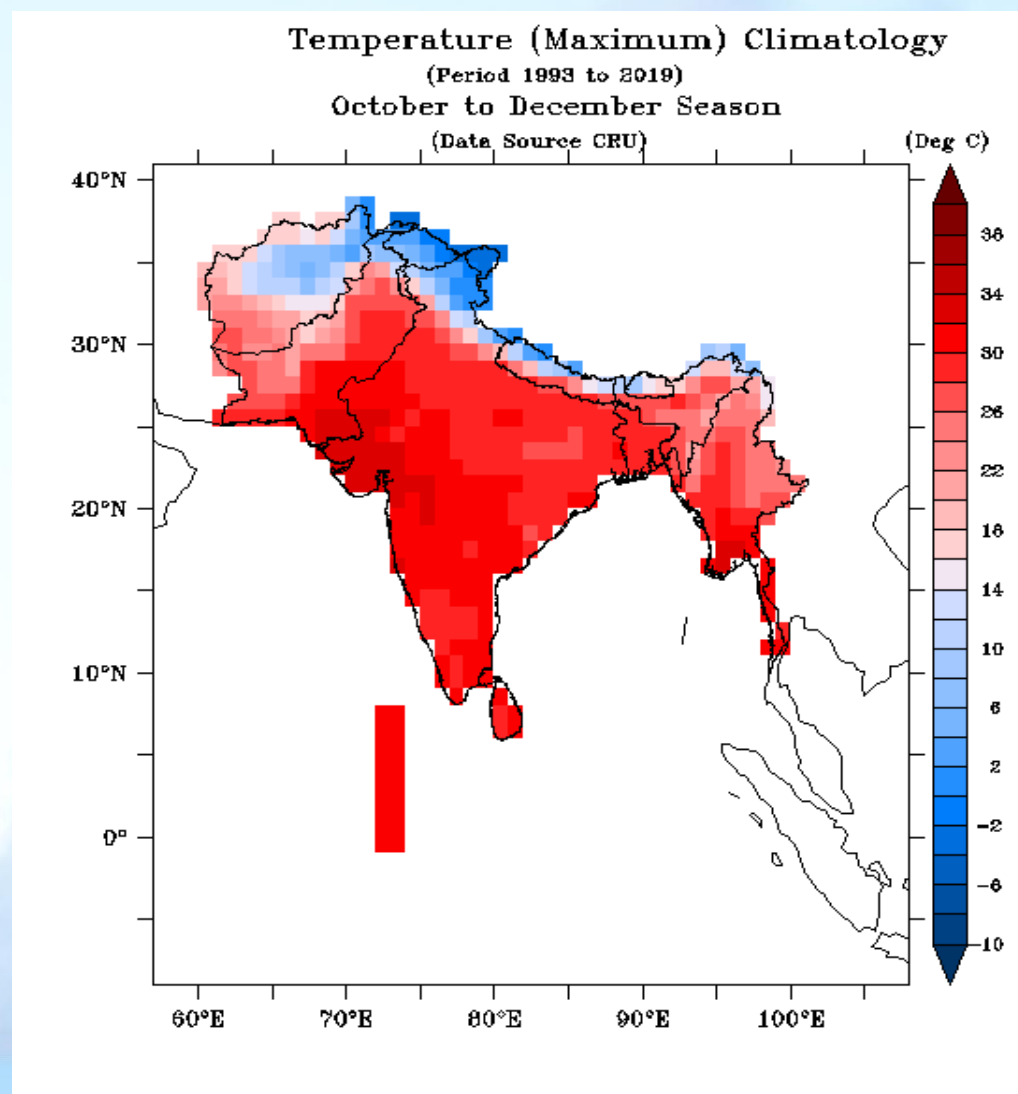 Temperature (Maximum) Climatology
(Period 1993 to 2019)
October to December Season
(Data Source CRU)
(Deg C)
40°N
30°N
20°N
10°N
0°
60°E
70°E
80°E
90°E
100°E
38
34
30
26
22
18
14
10
6
2
-2
-6
-10